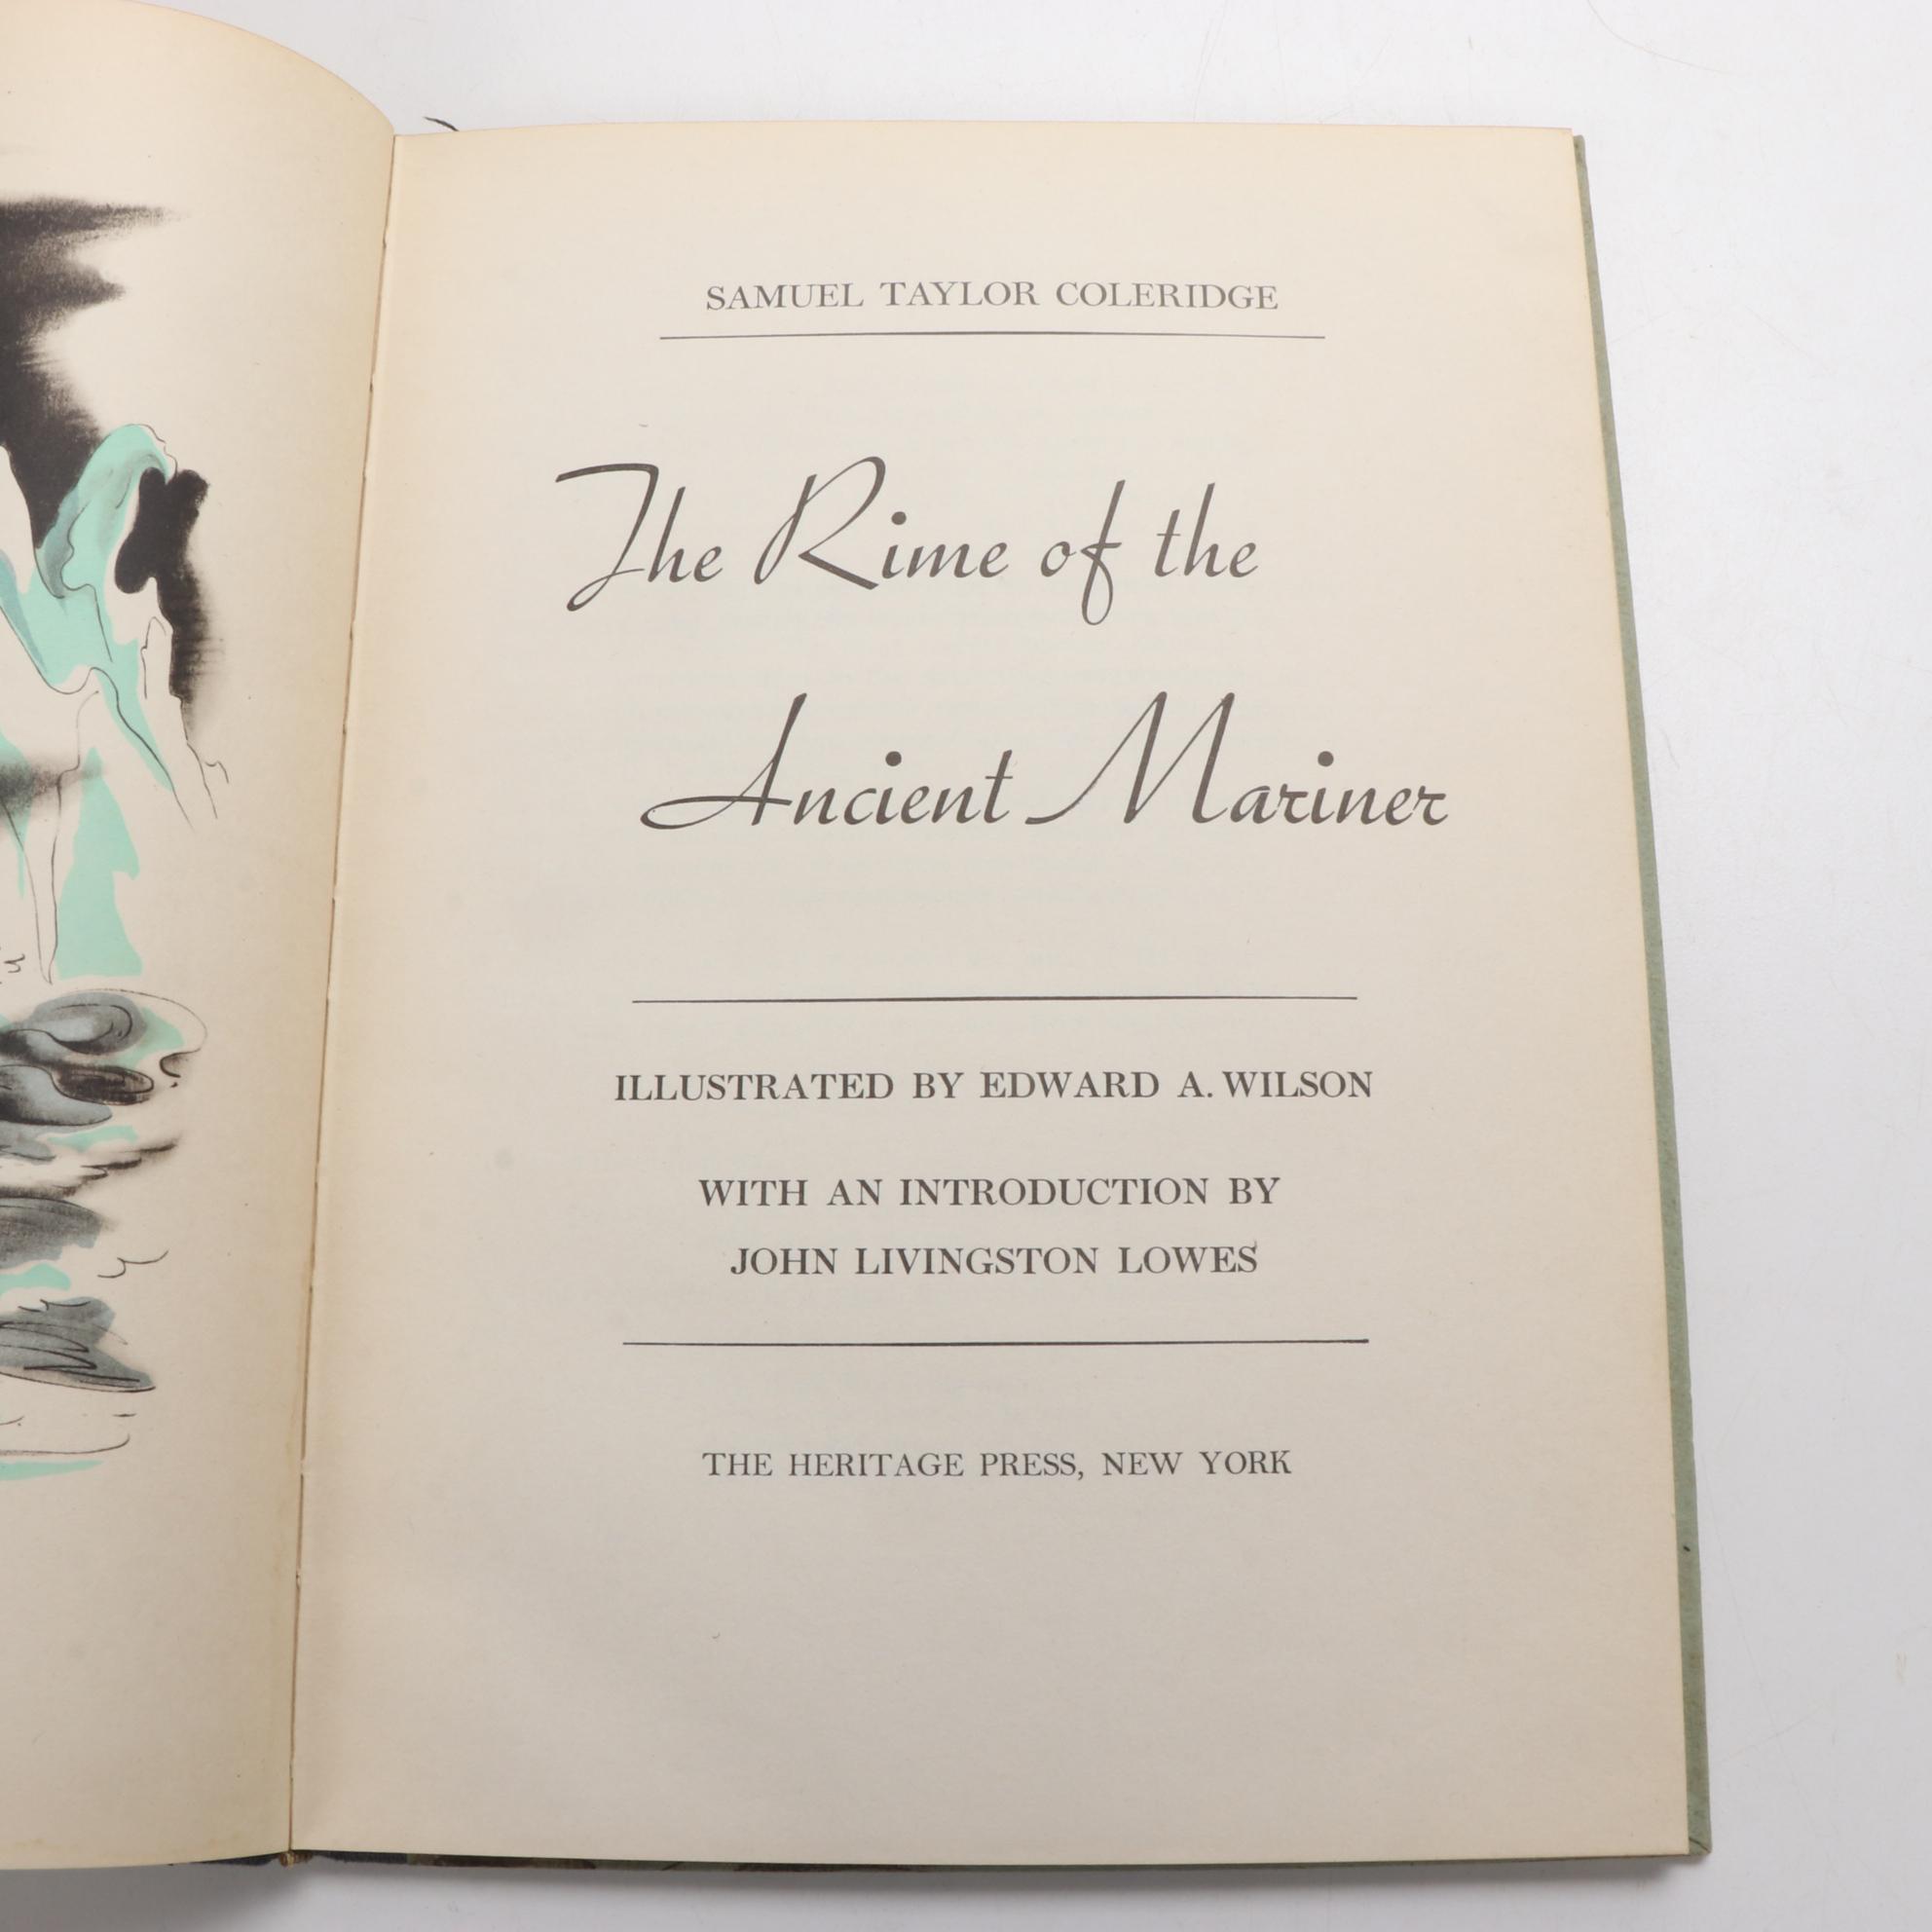 SAMUEL TAYLOR COLERIDGE
The Rime of the
Ancient Mariner
ILLUSTRATED BY EDWARD A. WILSON
WITH AN INTRODUCTION BY
JOHN LIVINGSTON LOWES
THE HERITAGE PRESS, NEW YORK